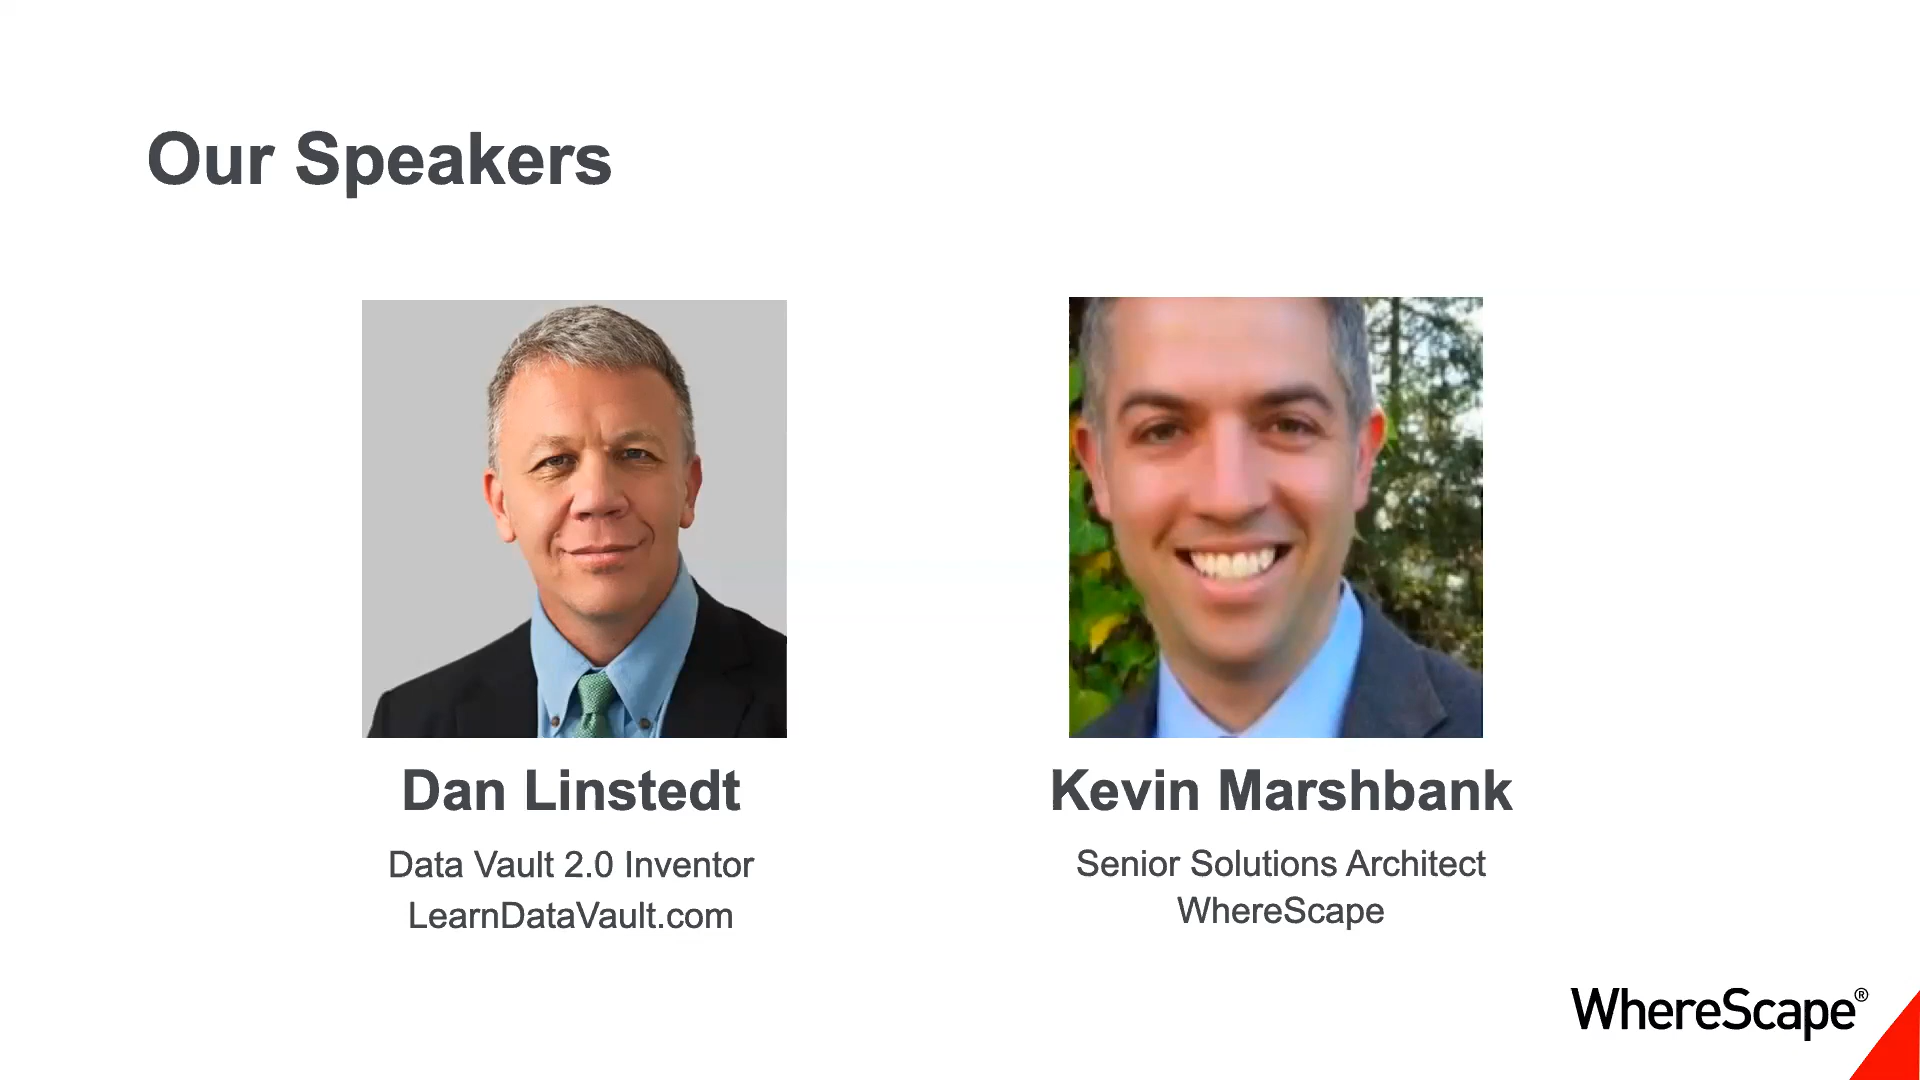 Our Speakers
Dan Linstedt
Data Vault 2.0 Inventor
LearnDataVault.com
Kevin Marshbank
Senior Solutions Architect
WhereScape
WhereScape®